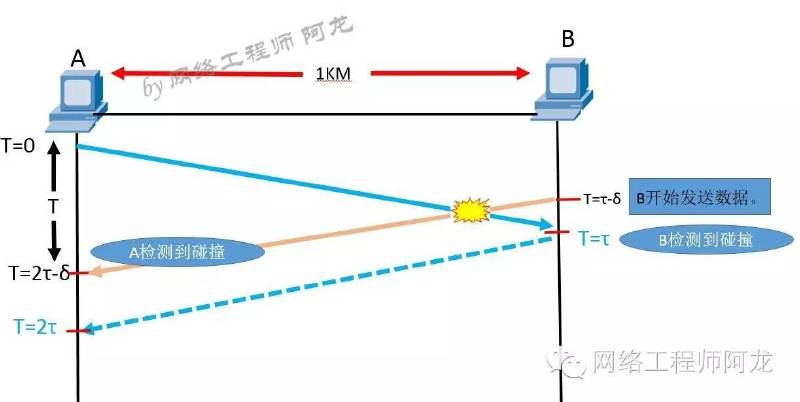 by 网络工程师 阿龙
A
B
1KM
T=0
T
T=τ-δ
B开始发送数据。
T=τ
B检测到碰撞
A检测到碰撞
T=2τ-δ
T=2τ
网络工程师阿龙